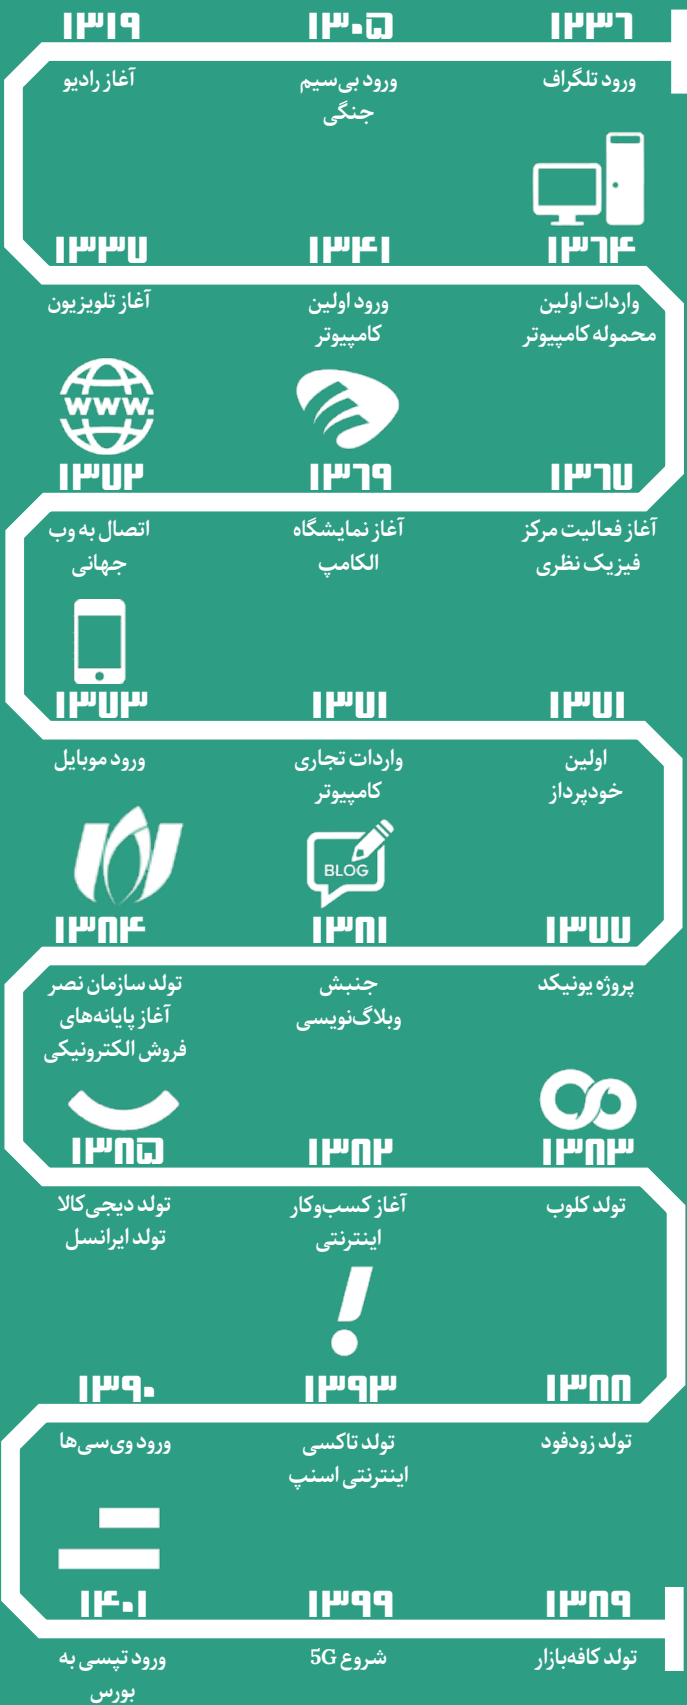 ۱۲۳۶
ورود تلگراف
۱۳۰۵
ورود بی‌سیم
جنگی
۱۳۱۹
آغاز رادیو
۱۳۶۴
واردات اولین
محموله کامپیوتر
۱۳۴۱
ورود اولین
کامپیوتر
۱۳۳۷
آغاز تلویزیون
۱۳۶۷
آغاز فعالیت مرکز
فیزیک نظری
۱۳۶۹
آغاز نمایشگاه
الکامپ
WWW.
۱۳۷۲
اتصال به وب
جهانی
۱۳۷۱
اولین
خودپرداز
۱۳۷۱
واردات تجاری
کامپیوتر
۱۳۷۳
ورود موبایل
۱۳۷۷
پروژه یونیکد
BLOG
۱۳۸۱
جنبش
وبلاگ‌نویسی
۱۳۸۴
تولد سازمان نصر
آغاز پایانه‌های
فروش الکترونیکی
۱۳۸۳
تولد کلوب
۱۳۸۲
آغاز کسب‌وکار
اینترنتی
۱۳۸۵
تولد دیجی‌کالا
تولد ایرانسل
۱۳۸۸
تولد زودفود
۱۳۹۳
تولد تاکسی
اینترنتی اسنپ
۱۳۹۰
ورود وی‌سی‌ها
۱۳۸۹
تولد کافه‌بازار
۱۳۹۹
شروع 5G
۱۴۰۱
ورود تپسی به
بورس